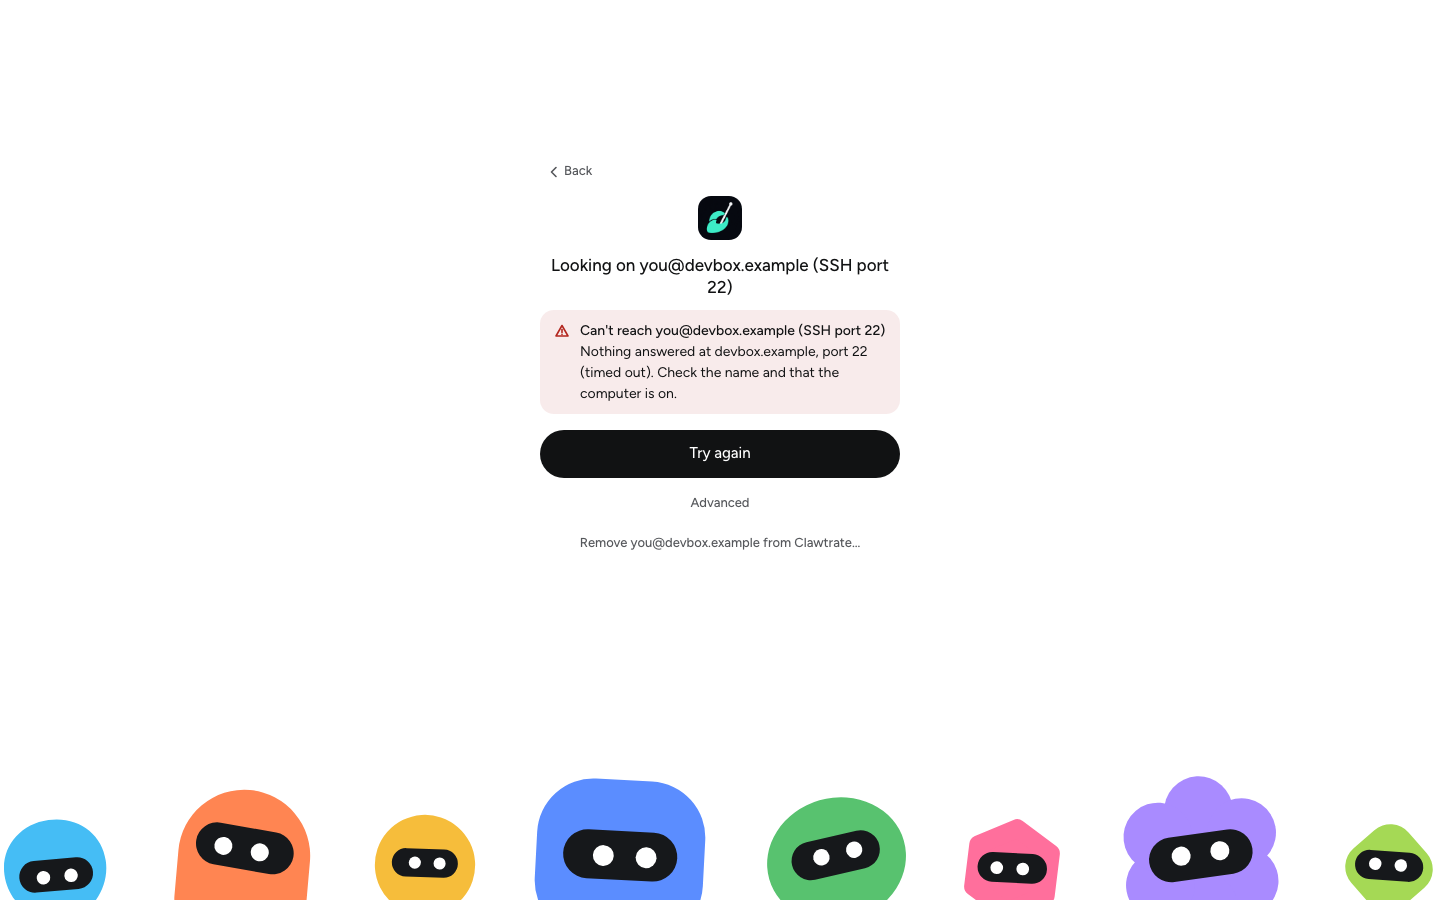 Back
Looking on you@devbox.example (SSH port
22)
Can't reach you@devbox.example (SSH port 22)
Nothing answered at devbox.example, port 22
(timed out). Check the name and that the
computer is on.
Try again
Advanced
Remove you@devbox.example from Clawtrate...